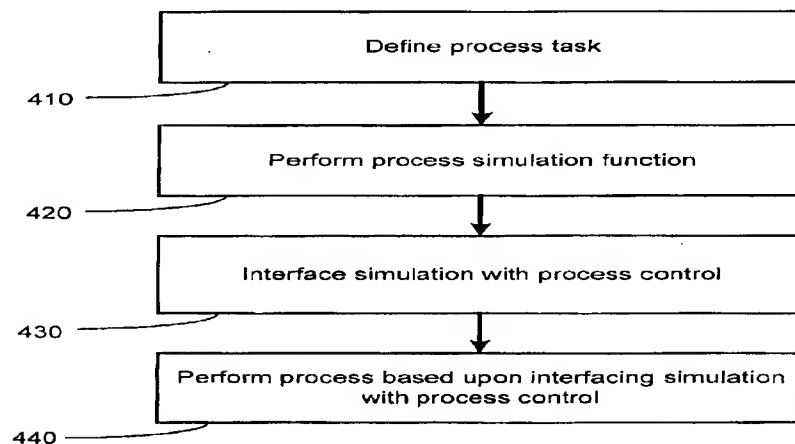 Define process task
410
Perform process simulation function
420
Interface simulation with process control
430
Perform process based upon interfacing simulation
with process control
440